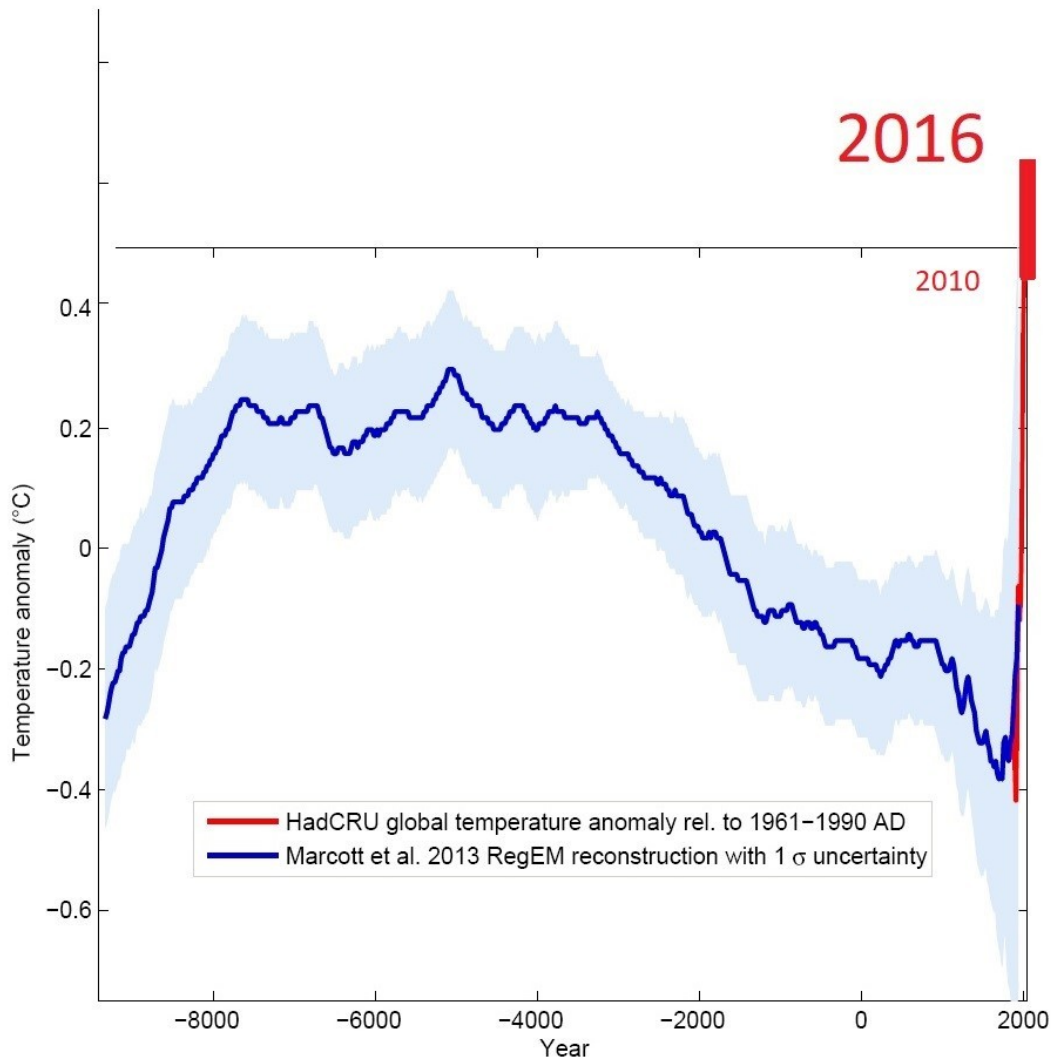 2016
2010
0.4
0.2
0
−0.2
−0.4
−0.6
Temperature anomaly (°C)
HadCRU global temperature anomaly rel. to 1961−1990 AD
Marcott et al. 2013 RegEM reconstruction with 1 σ uncertainty
−8000 −6000 −4000 −2000 0 2000
Year